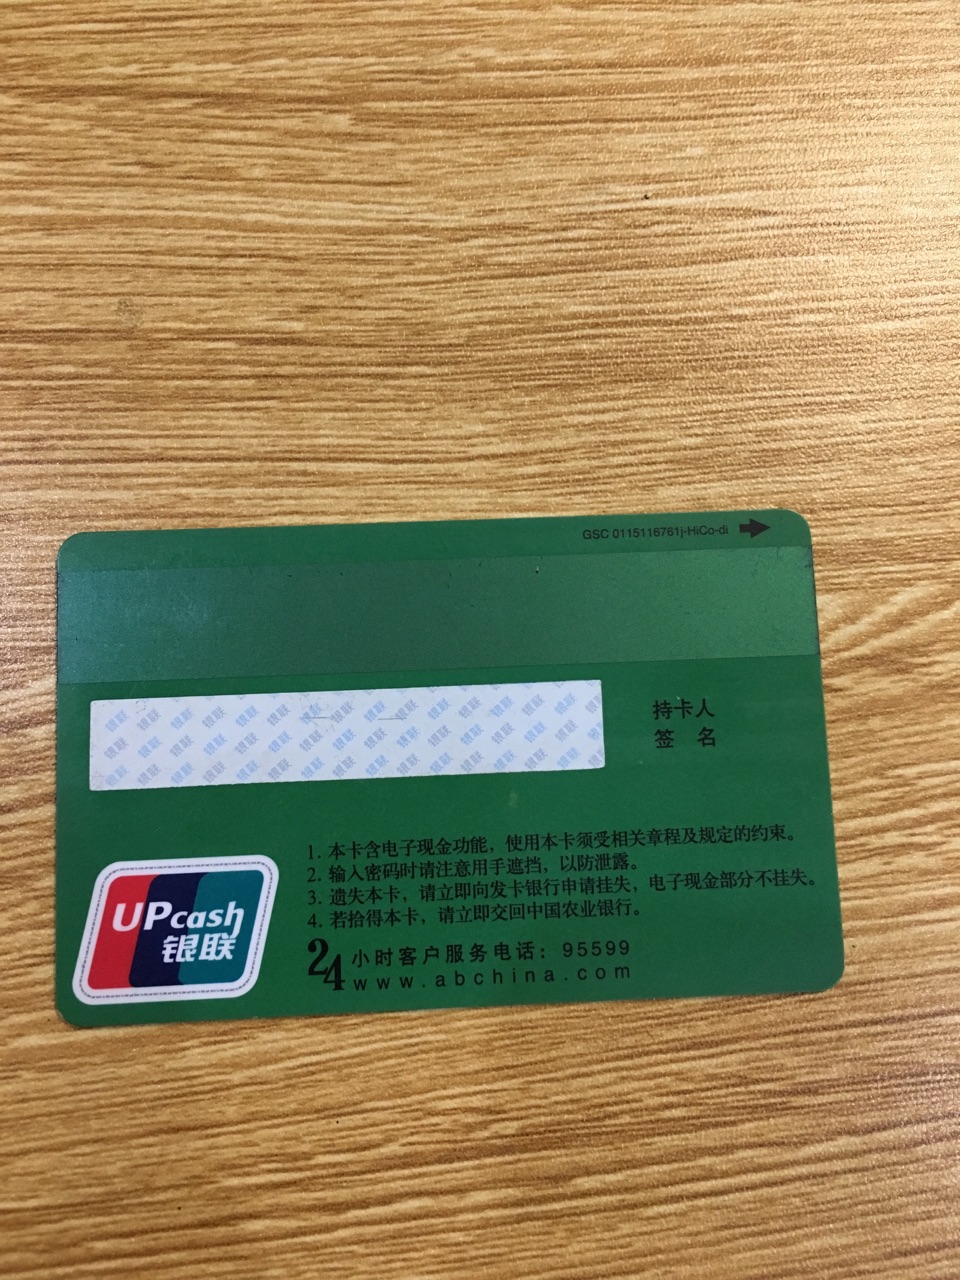 GSC 0115116761j-HiCo-di
持卡人
签 名
1. 本卡含电子现金功能，使用本卡须受相关章程及规定的约束。
2. 输入密码时请注意用手遮挡，以防泄露。
3. 遗失本卡，请立即向发卡银行申请挂失，电子现金部分不挂失。
4. 若拾得本卡，请立即交回中国农业银行。
24小时客户服务电话：95599
www.abchina.com
UPcash
银联